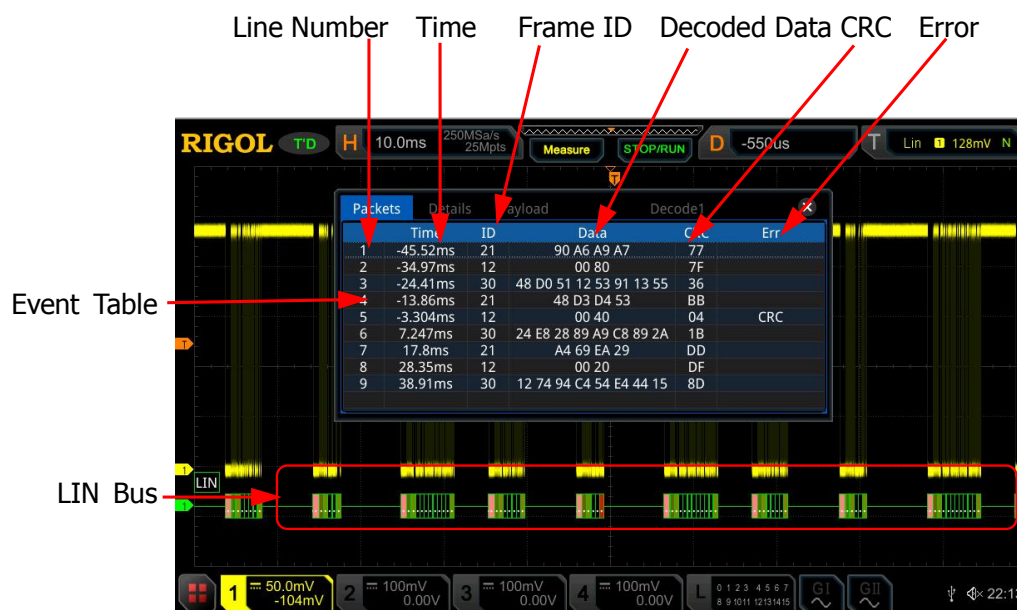 Line Number Time Frame ID Decoded Data CRC Error
RIGOL T'D H 10.0ms 250MSa/s 25Mpts Measure STOP/RUN D -550us T Lin 1 128mV N
T
Packets Details Payload Decode1
Time ID Data CRC Err
1 -45.52ms 21 90 A6 A9 A7 77
2 -34.97ms 12 00 80 7F
3 -24.41ms 30 48 D0 51 12 53 91 13 55 36
Event Table
4 -13.86ms 21 48 D3 D4 53 BB
5 -3.304ms 12 00 40 04 CRC
6 7.247ms 30 24 E8 28 89 A9 C8 89 2A 1B
T
7 17.8ms 21 A4 69 EA 29 DD
8 28.35ms 12 00 20 DF
9 38.91ms 30 12 74 94 C4 54 E4 44 15 8D
1
LIN
LIN Bus
1
1 50.0mV -104mV 2 100mV 0.00V 3 100mV 0.00V 4 100mV 0.00V L 0 1 2 3 4 5 6 7 8 9 10 11 12 13 14 15 GI GII